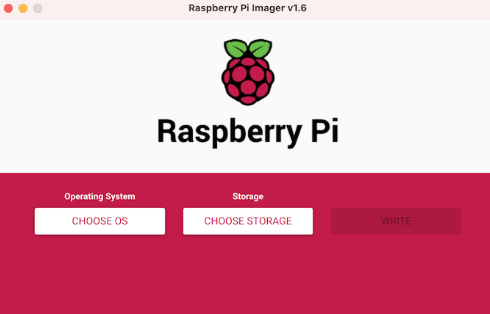 Raspberry Pi Imager v1.6
Raspberry Pi
Operating System
Storage
CHOOSE OS
CHOOSE STORAGE
WRITE